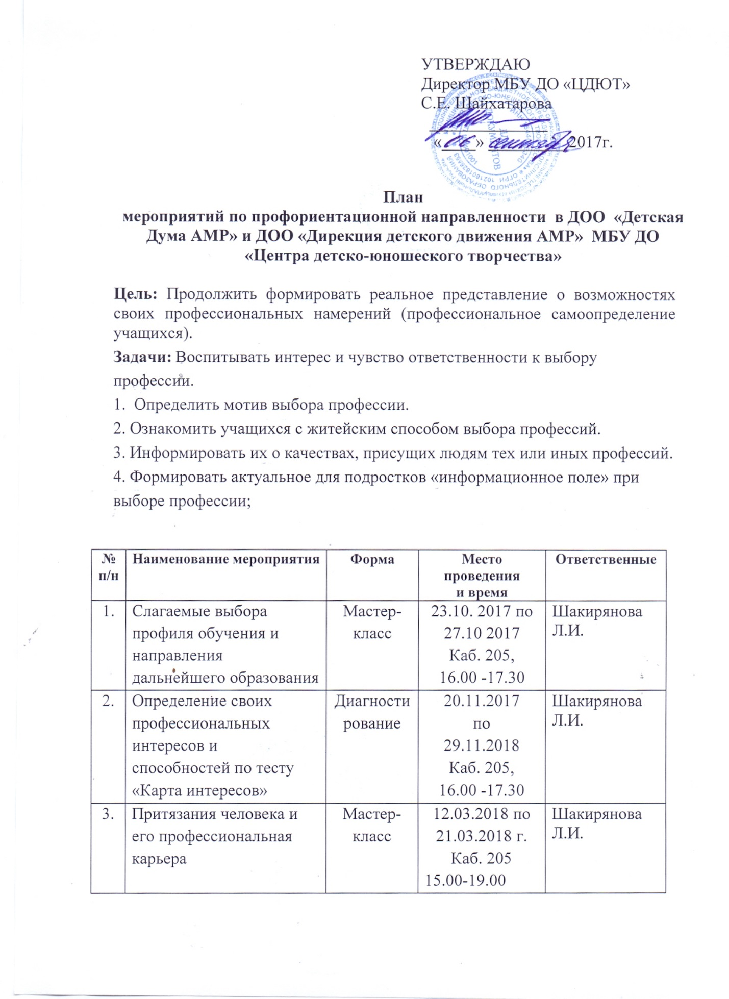 УТВЕРЖДАЮ
Директор МБУ ДО «ЦДЮТ»
С.Е. Шайхатарова
«06» сентября 2017г.
ДЛЯ
ДОКУМЕНТОВ
План
мероприятий по профориентационной направленности в ДОО «Детская
Дума АМР» и ДОО «Дирекция детского движения АМР» МБУ ДО
«Центра детско-юношеского творчества»
Цель: Продолжить формировать реальное представление о возможностях
своих профессиональных намерений (профессиональное самоопределение
учащихся).
Задачи: Воспитывать интерес и чувство ответственности к выбору
профессии.
1. Определить мотив выбора профессии.
2. Ознакомить учащихся с житейским способом выбора профессий.
3. Информировать их о качествах, присущих людям тех или иных профессий.
4. Формировать актуальное для подростков «информационное поле» при
выборе профессии;
№
п/н
Наименование мероприятия
Форма
Место
проведения
и время
Ответственные
1.
Слагаемые выбора
профиля обучения и
направления
дальнейшего образования
Мастер-
класс
23.10. 2017 по
27.10 2017
Каб. 205,
16.00 -17.30
Шакирянова
Л.И.
2.
Определение своих
профессиональных
интересов и
способностей по тесту
«Карта интересов»
Диагности
рование
20.11.2017
по
29.11.2018
Каб. 205,
16.00 -17.30
Шакирянова
Л.И.
3.
Притязания человека и
его профессиональная
карьера
Мастер-
класс
12.03.2018 по
21.03.2018 г.
Каб. 205
15.00-19.00
Шакирянова
Л.И.